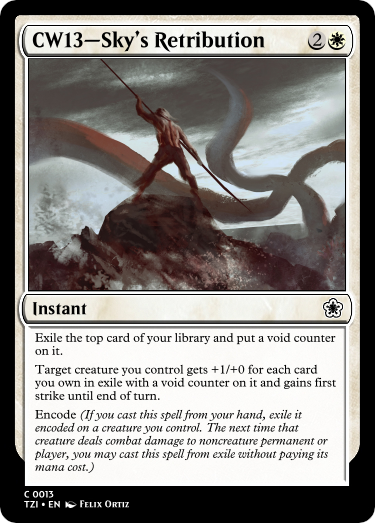 CW13—Sky's Retribution 2
Instant
Exile the top card of your library and put a void counter
on it.
Target creature you control gets +1/+0 for each card
you own in exile with a void counter on it and gains first
strike until end of turn.
Encode (If you cast this spell from your hand, exile it
encoded on a creature you control. The next time that
creature deals combat damage to noncreature permanent or
player, you may cast this spell from exile without paying its
mana cost.)
C 0013
TZI • EN Felix Ortiz